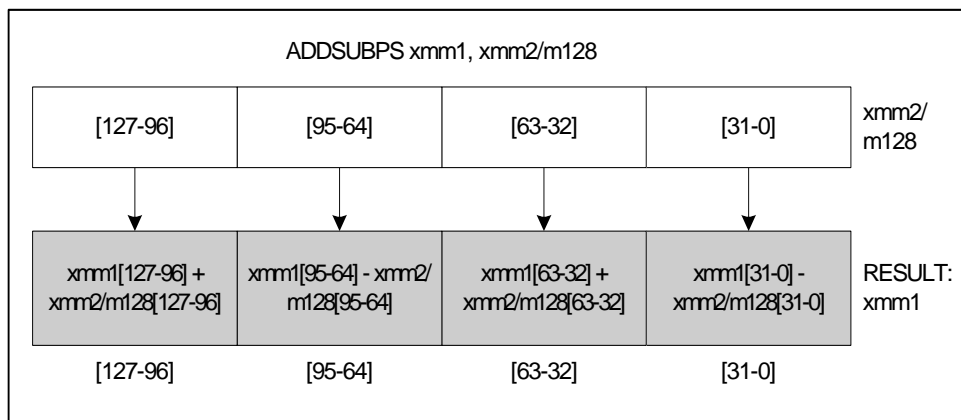 ADDSUBPS xmm1, xmm2/m128
[127-96] [95-64] [63-32] [31-0] xmm2/
m128
xmm1[127-96] + xmm1[95-64] - xmm2/ xmm1[63-32] + xmm1[31-0] - RESULT:
xmm2/m128[127-96] m128[95-64] xmm2/m128[63-32] xmm2/m128[31-0] xmm1
[127-96] [95-64] [63-32] [31-0]